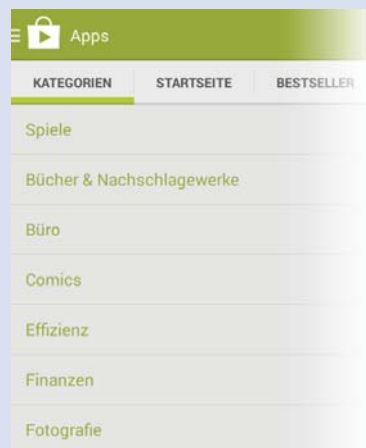 Apps
KATEGORIEN STARTSEITE BESTSELLER
Spiele
Bücher & Nachschlagewerke
Büro
Comics
Effizienz
Finanzen
Fotografie